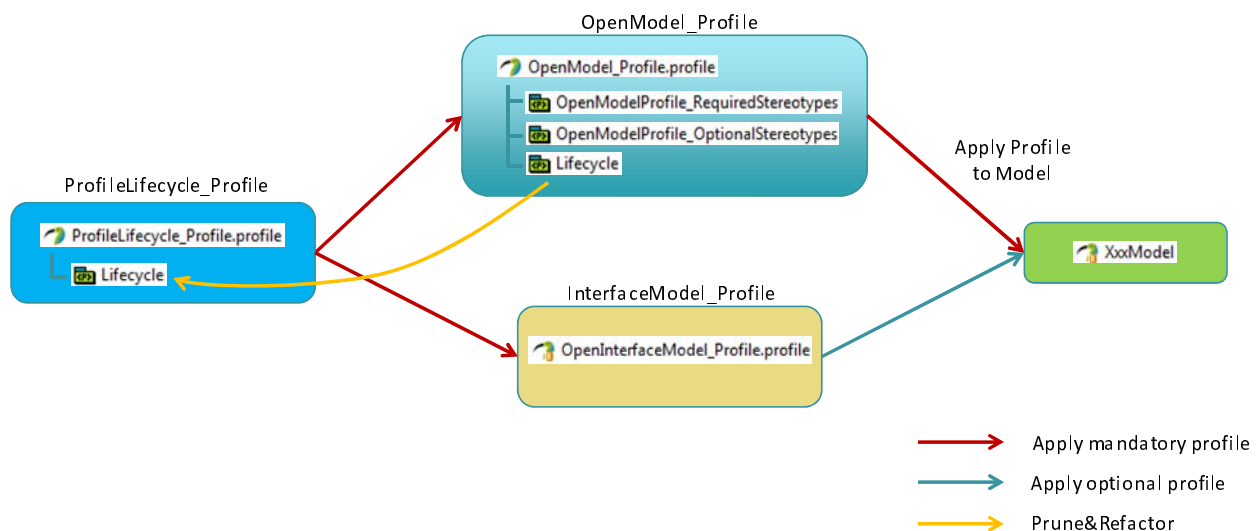 OpenModel_Profile
OpenModel_Profile.profile
OpenModelProfile_RequiredStereotypes
OpenModelProfile_OptionalStereotypes
Lifecycle
Apply Profile
to Model
ProfileLifecycle_Profile
ProfileLifecycle_Profile.profile
Lifecycle
XxxModel
InterfaceModel_Profile
OpenInterfaceModel_Profile.profile
Apply mandatory profile
Apply optional profile
Prune&Refactor